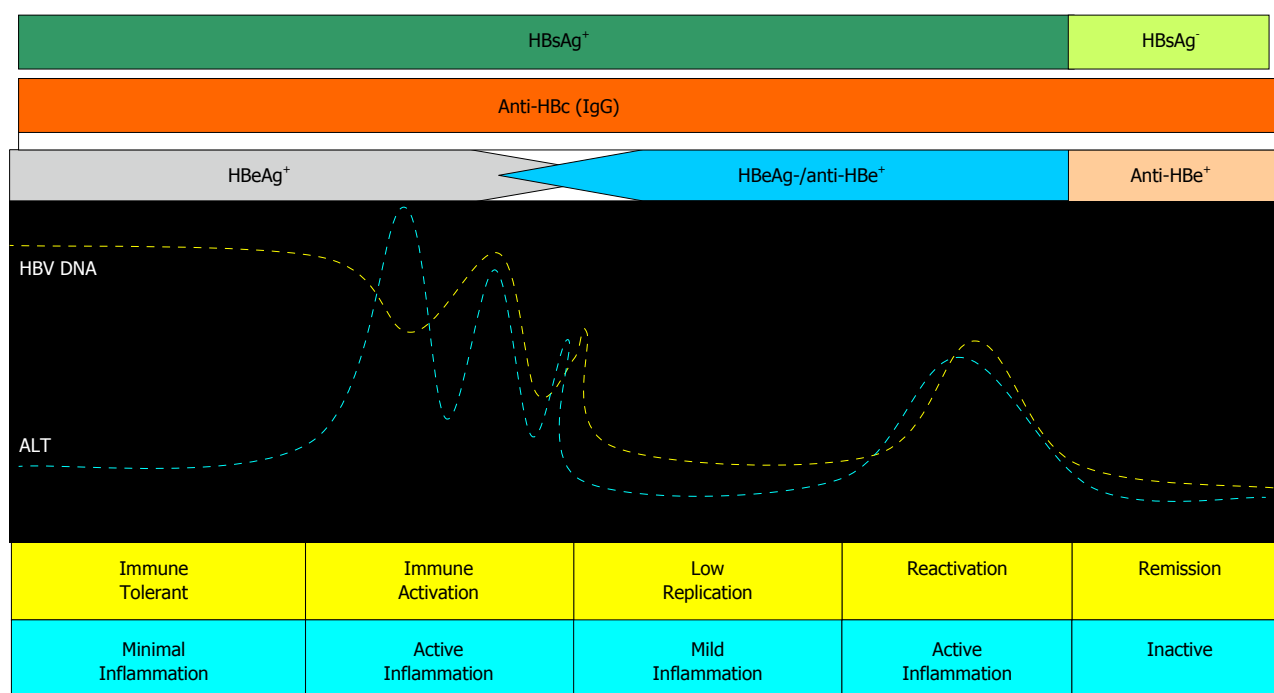 HBsAg⁺
HBsAg⁻
Anti-HBc (IgG)
HBeAg⁺
HBeAg-/anti-HBe⁺
Anti-HBe⁺
HBV DNA
ALT
Immune
Tolerant
Immune
Activation
Low
Replication
Reactivation
Remission
Minimal
Inflammation
Active
Inflammation
Mild
Inflammation
Active
Inflammation
Inactive